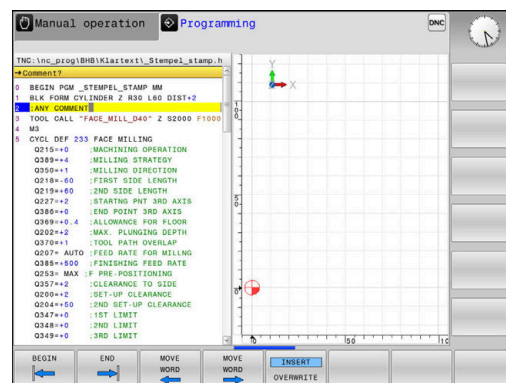 Manual operation
Programming
DNC
TNC:\nc_prog\BHB\Klartext\_Stempel_stamp.h
→Comment?
0 BEGIN PGM _STEMPEL_STAMP MM
1 BLK FORM CYLINDER Z R30 L60 DIST+2
2 ;ANY COMMENT
3 TOOL CALL "FACE_MILL_D40" Z S2000 F1000
4 M3
5 CYCL DEF 233 FACE MILLING
Q215=+0 ;MACHINING OPERATION
Q389=+4 ;MILLING STRATEGY
Q350=+1 ;MILLING DIRECTION
Q218=-60 ;FIRST SIDE LENGTH
Q219=+60 ;2ND SIDE LENGTH
Q227=+2 ;STARTNG PNT 3RD AXIS
Q386=+0 ;END POINT 3RD AXIS
Q369=+0.4 ;ALLOWANCE FOR FLOOR
Q202=+2 ;MAX. PLUNGING DEPTH
Q370=+1 ;TOOL PATH OVERLAP
Q207= AUTO ;FEED RATE FOR MILLNG
Q385=+500 ;FINISHING FEED RATE
Q253= MAX ;F PRE-POSITIONING
Q357=+2 ;CLEARANCE TO SIDE
Q200=+2 ;SET-UP CLEARANCE
Q204=+50 ;2ND SET-UP CLEARANCE
Q347=+0 ;1ST LIMIT
Q348=+0 ;2ND LIMIT
Q349=+0 ;3RD LIMIT
Y
X
0
50
BEGIN
END
MOVE WORD
MOVE WORD
INSERT
OVERWRITE